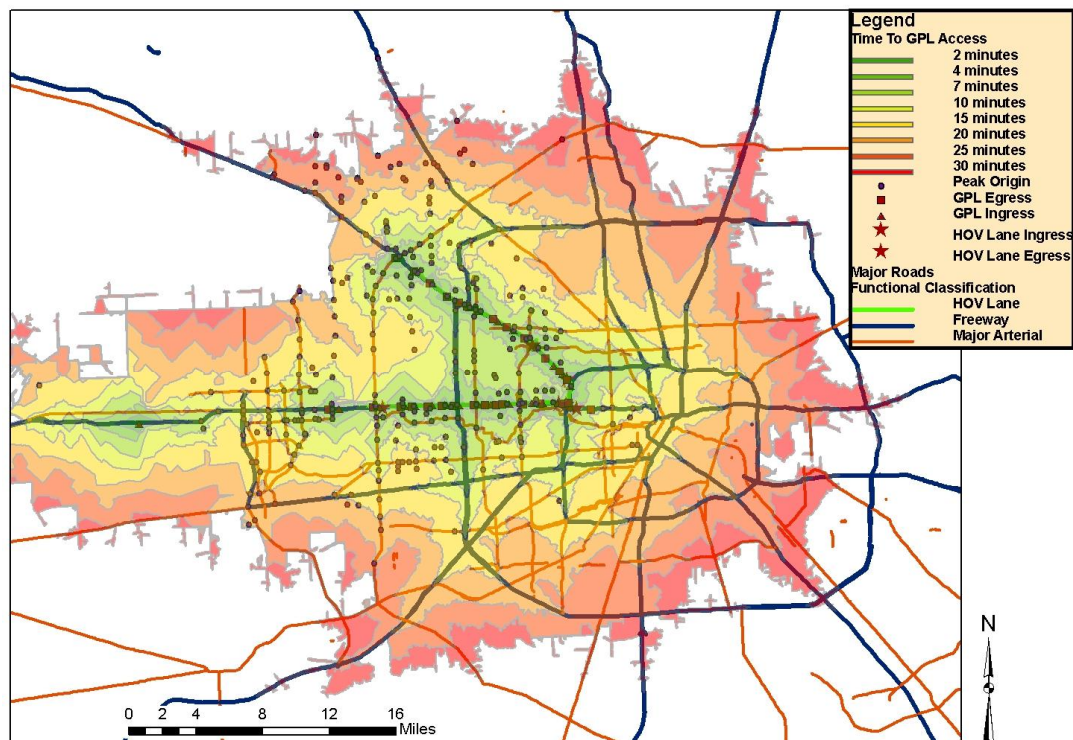 Legend
Time To GPL Access
2 minutes
4 minutes
7 minutes
10 minutes
15 minutes
20 minutes
25 minutes
30 minutes
Peak Origin
GPL Egress
GPL Ingress
HOV Lane Ingress
HOV Lane Egress
Major Roads
Functional Classification
HOV Lane
Freeway
Major Arterial
N
0 2 4 8 12 16
Miles